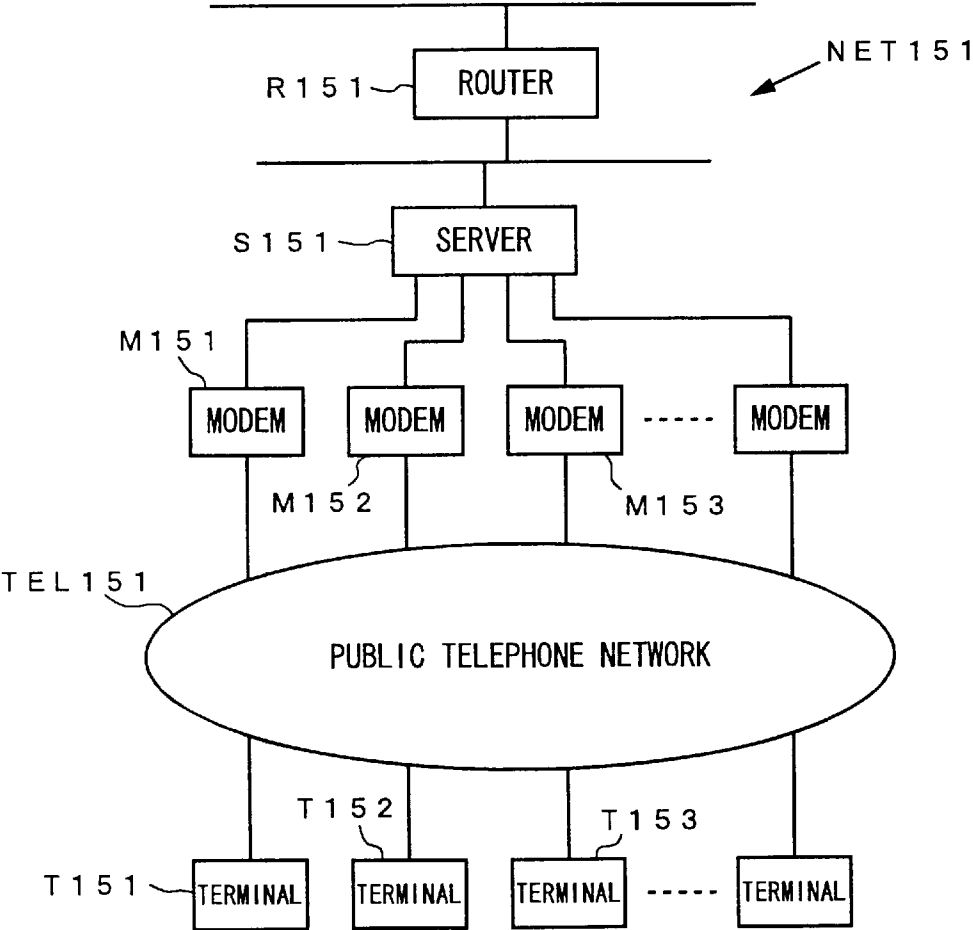 NET151
R151
ROUTER
S151
SERVER
M151
MODEM MODEM MODEM ----- MODEM
M152
M153
TEL151
PUBLIC TELEPHONE NETWORK
T152
T153
T151
TERMINAL TERMINAL TERMINAL ----- TERMINAL